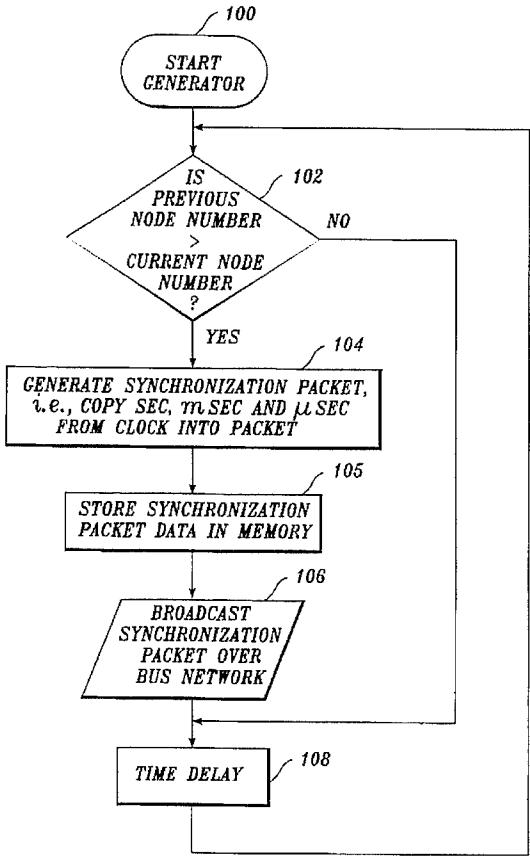 100
START
GENERATOR
102
IS
PREVIOUS
NODE NUMBER
>
CURRENT NODE
NUMBER
?
NO
YES
104
GENERATE SYNCHRONIZATION PACKET,
i.e., COPY SEC, mSEC AND μSEC
FROM CLOCK INTO PACKET
105
STORE SYNCHRONIZATION
PACKET DATA IN MEMORY
106
BROADCAST
SYNCHRONIZATION
PACKET OVER
BUS NETWORK
TIME DELAY
108